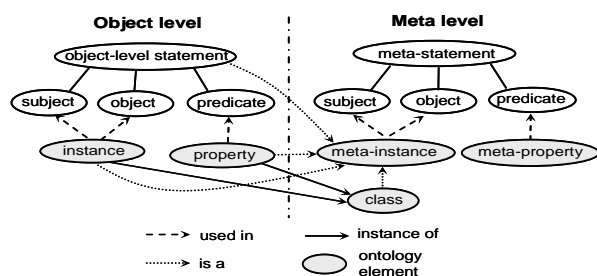 Object level
Meta level
object-level statement
meta-statement
subject
object
predicate
subject
object
predicate
instance
property
meta-instance
meta-property
class
used in
instance of
is a
ontology
element